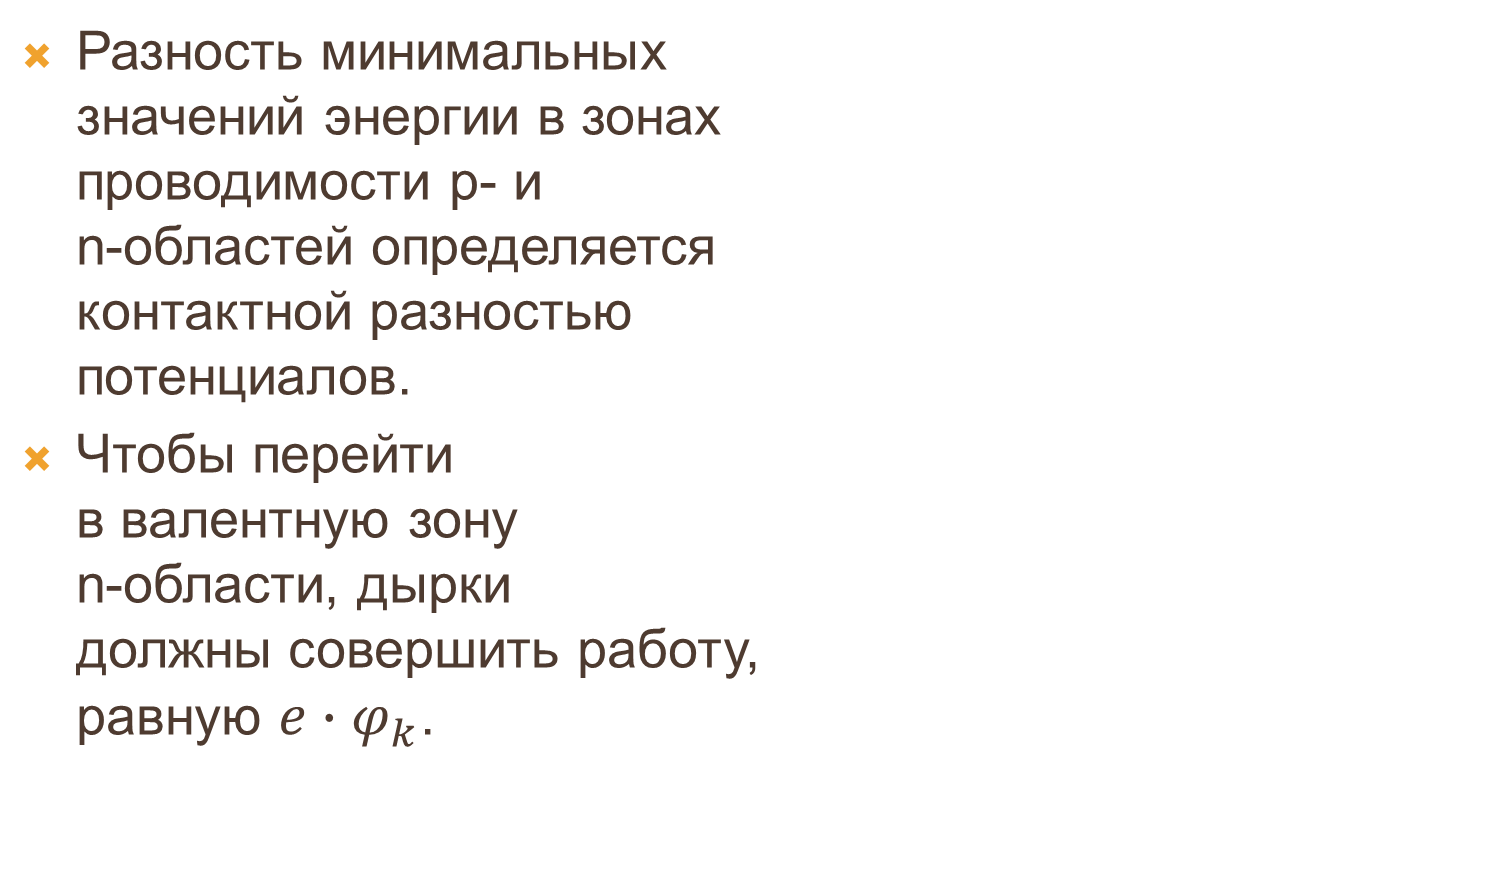 Разность минимальных
значений энергии в зонах
проводимости p- и
n-областей определяется
контактной разностью
потенциалов.
Чтобы перейти
в валентную зону
n-области, дырки
должны совершить работу,
равную e · φₖ.